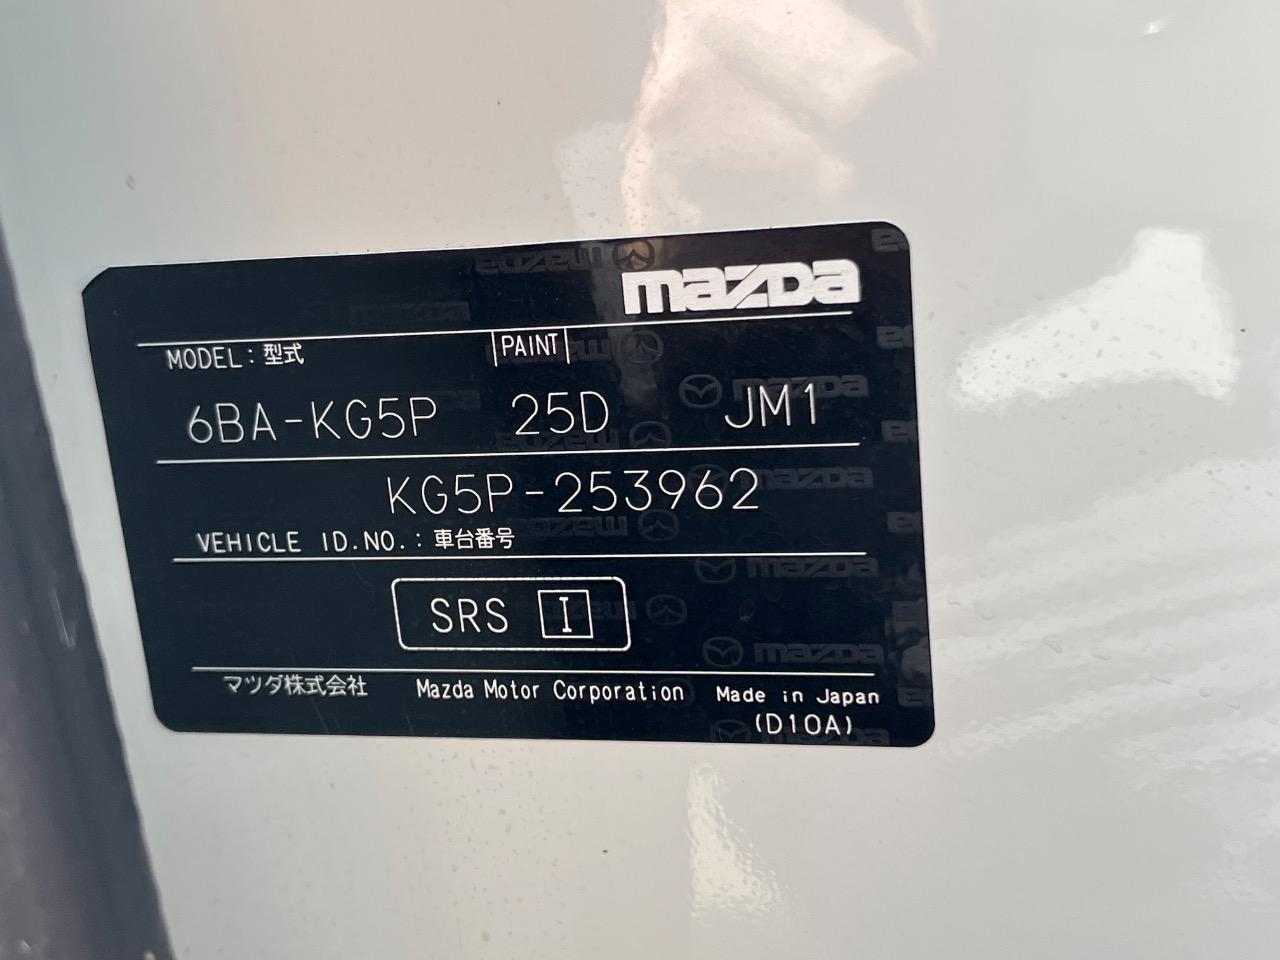 mazda
MODEL:型式 PAINT
6BA-KG5P 25D JM1
KG5P-253962
VEHICLE ID.NO.:車台番号
SRS I
マツダ株式会社 Mazda Motor Corporation Made in Japan
(D10A)